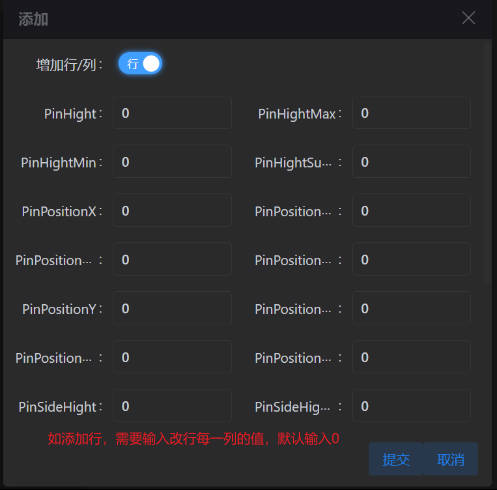 添加
增加行/列： 行
PinHight： 0 PinHightMax： 0
PinHightMin： 0 PinHightSu...： 0
PinPositionX： 0 PinPosition...： 0
PinPosition...： 0 PinPosition...： 0
PinPositionY： 0 PinPosition...： 0
PinPosition...： 0 PinPosition...： 0
PinSideHight： 0 PinSideHig...： 0
如添加行，需要输入改行每一列的值，默认输入0
提交 取消